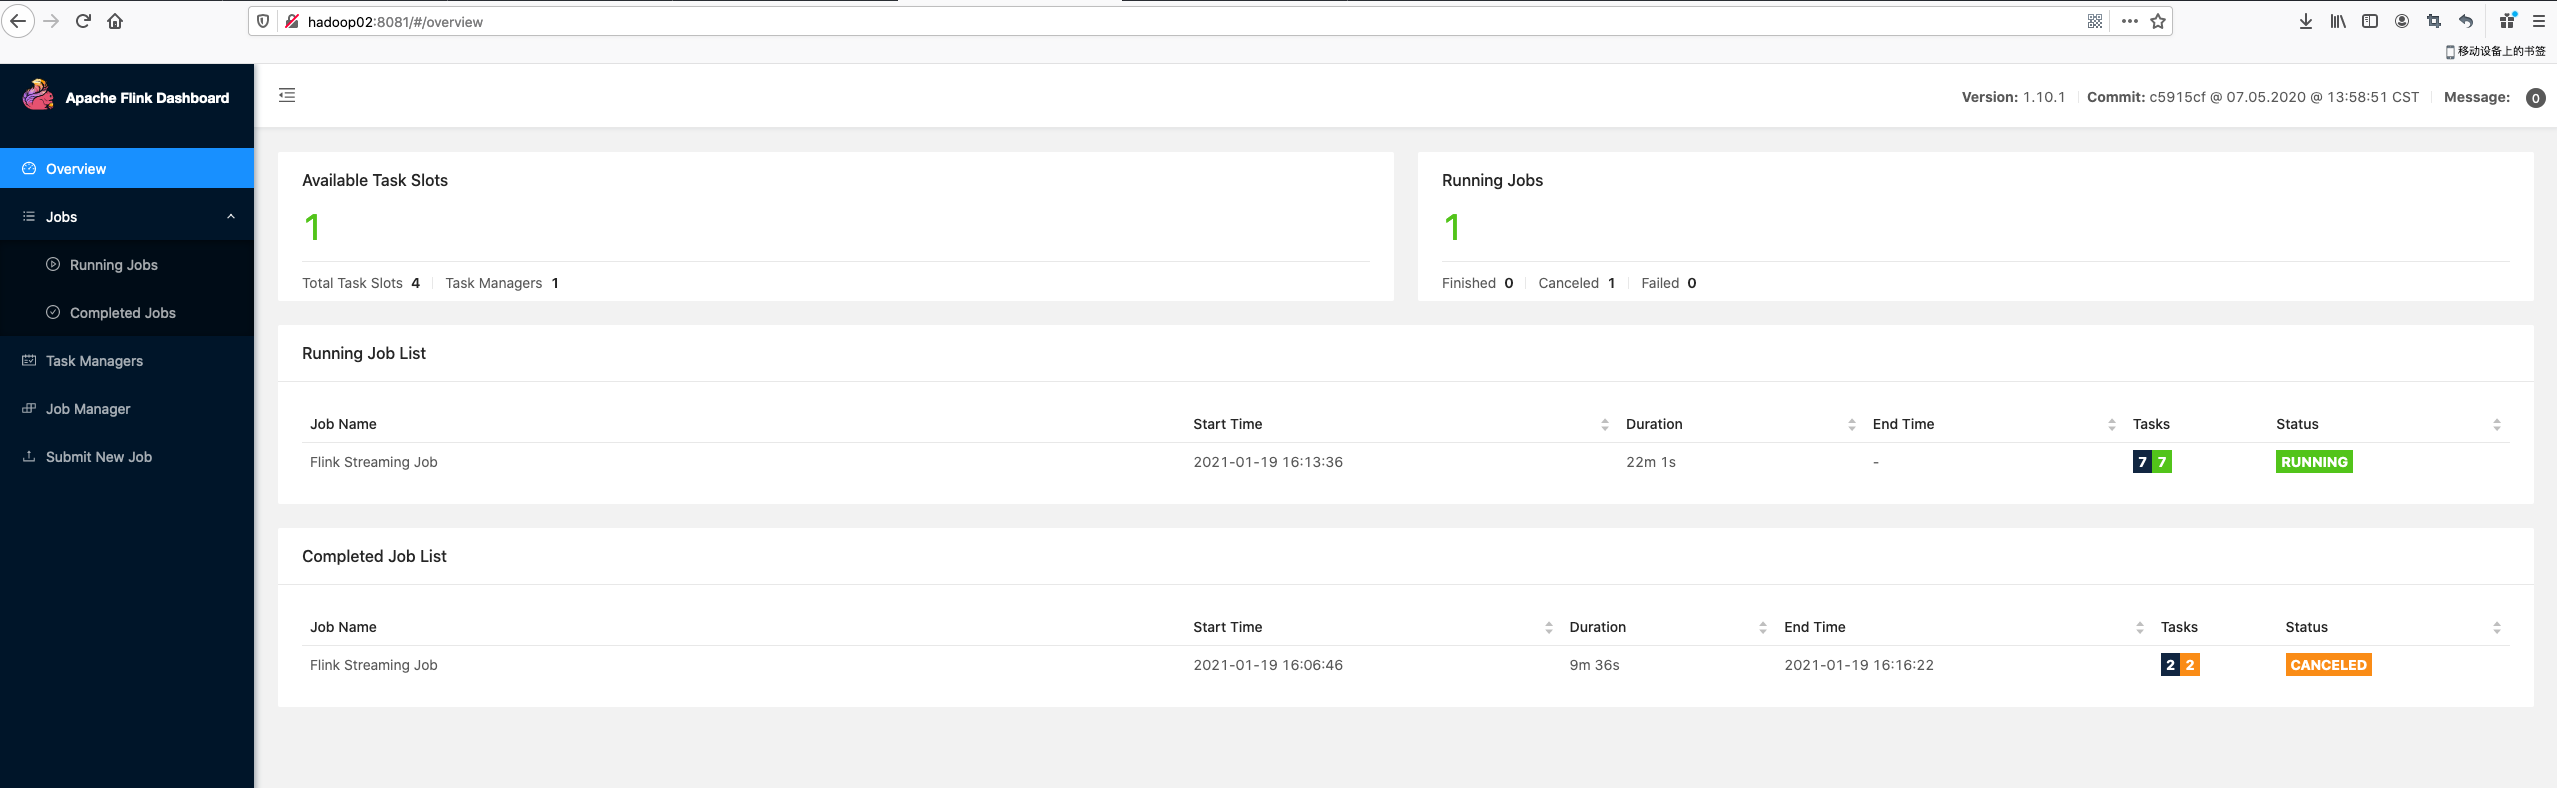 hadoop02:8081/#/overview
移动设备上的书签
Apache Flink Dashboard
Version: 1.10.1 Commit: c5915cf @ 07.05.2020 @ 13:58:51 CST Message: 0
Overview
Jobs
Running Jobs
Completed Jobs
Task Managers
Job Manager
Submit New Job
Available Task Slots
1
Total Task Slots 4 Task Managers 1
Running Jobs
1
Finished 0 Canceled 1 Failed 0
Running Job List
Job Name Start Time Duration End Time Tasks Status
Flink Streaming Job 2021-01-19 16:13:36 22m 1s - 7 7 RUNNING
Completed Job List
Job Name Start Time Duration End Time Tasks Status
Flink Streaming Job 2021-01-19 16:06:46 9m 36s 2021-01-19 16:16:22 2 2 CANCELED